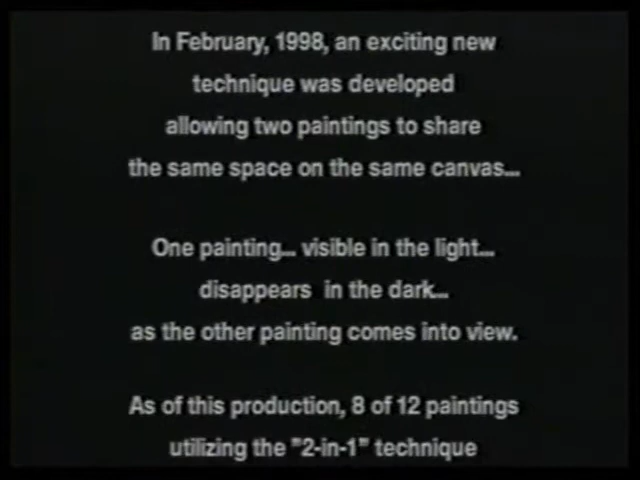 In February, 1998, an exciting new
technique was developed
allowing two paintings to share
the same space on the same canvas...
One painting... visible in the light...
disappears in the dark...
as the other painting comes into view.
As of this production, 8 of 12 paintings
utilizing the "2-in-1" technique